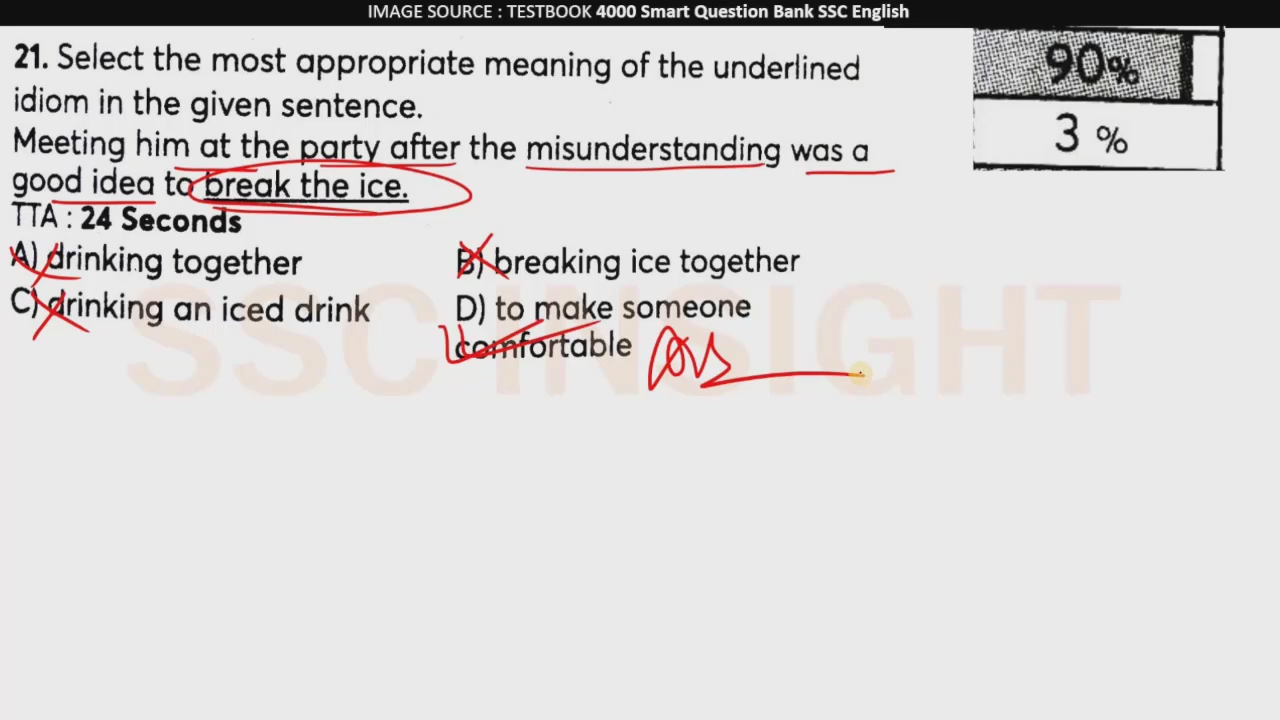 IMAGE SOURCE : TESTBOOK 4000 Smart Question Bank SSC English
90%
3 %
21. Select the most appropriate meaning of the underlined
idiom in the given sentence.
Meeting him at the party after the misunderstanding was a
good idea to break the ice.
TTA : 24 Seconds
A) drinking together
B) breaking ice together
C) drinking an iced drink
D) to make someone
comfortable
SSC INSIGHT